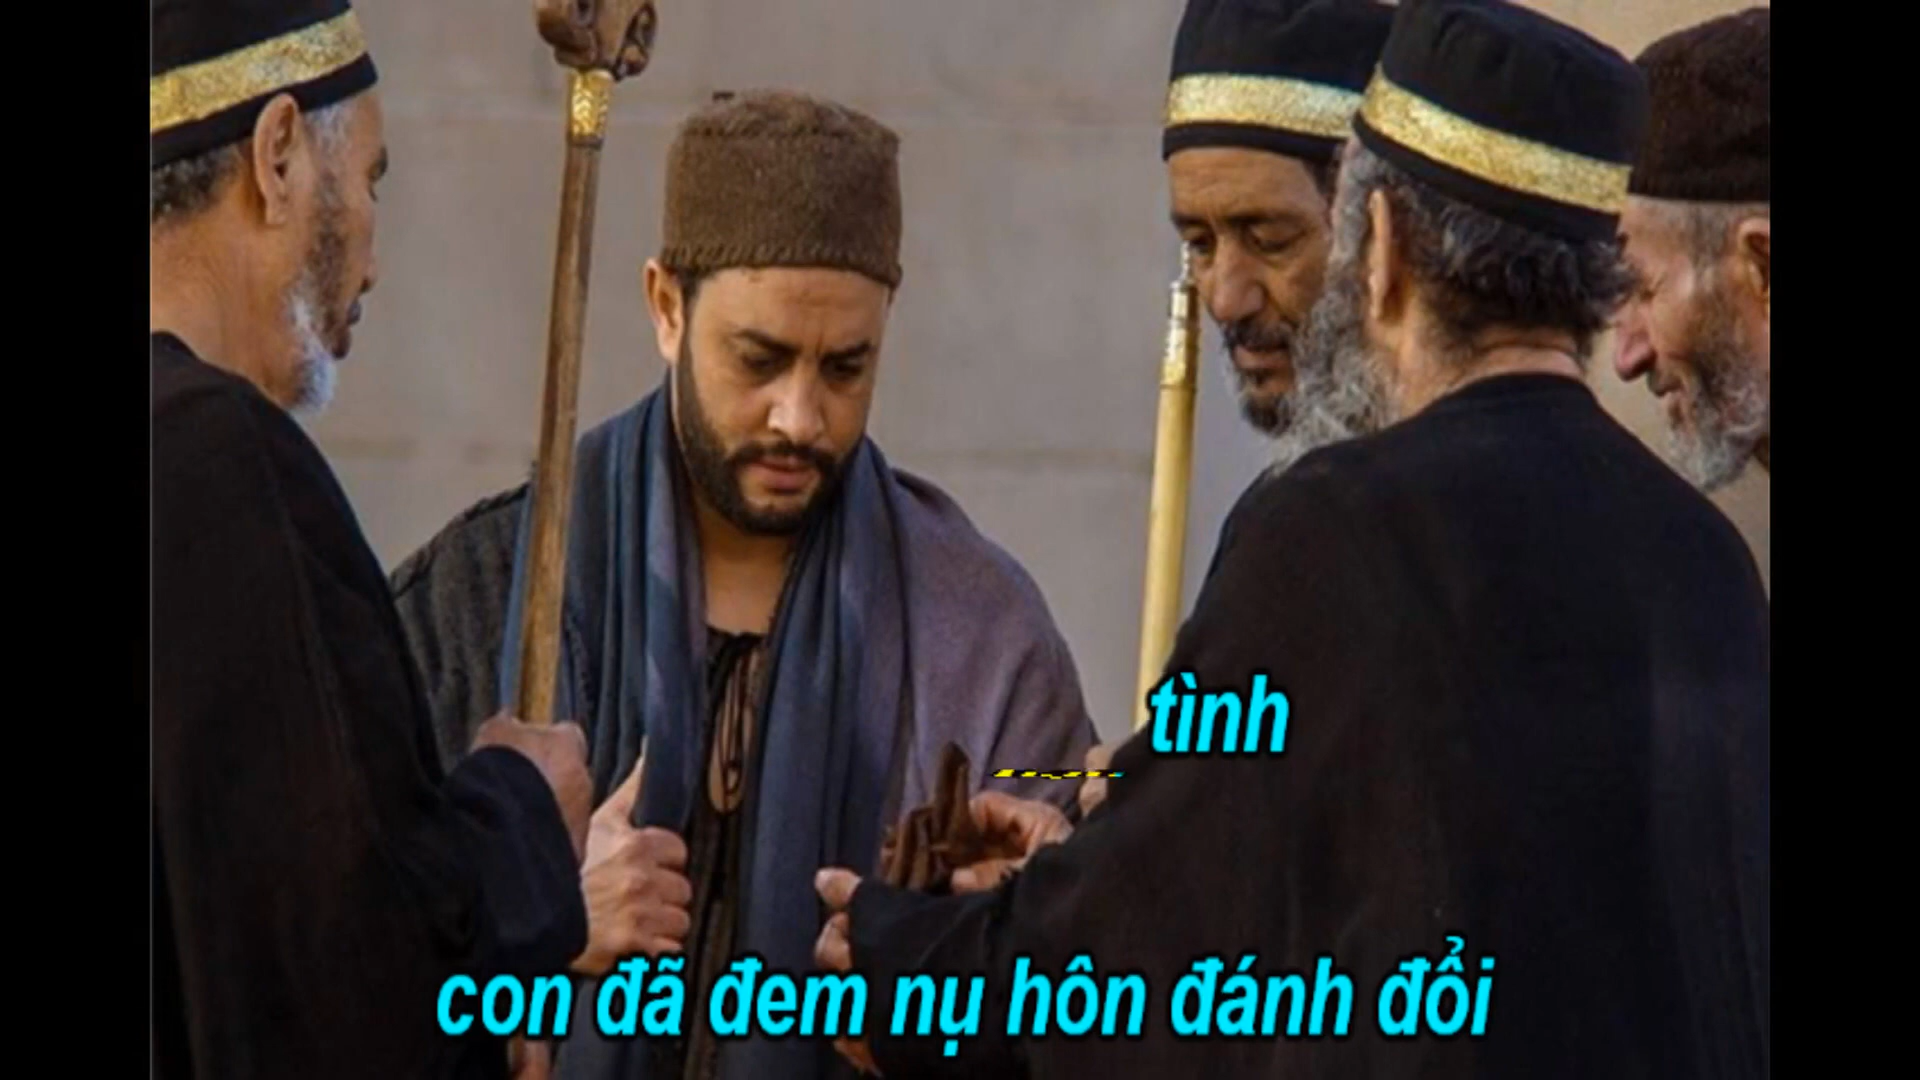 tình
con đã đem nụ hôn đánh đổi